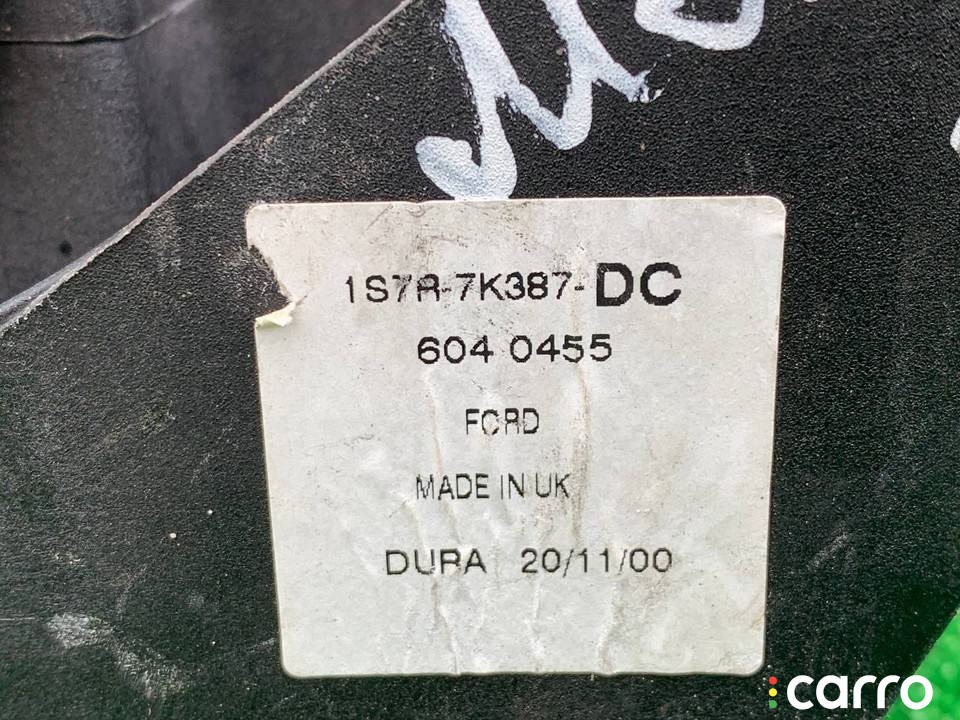 1S7R-7K387-DC
604 0455
FORD
MADE IN UK
DURA 20/11/00
carro